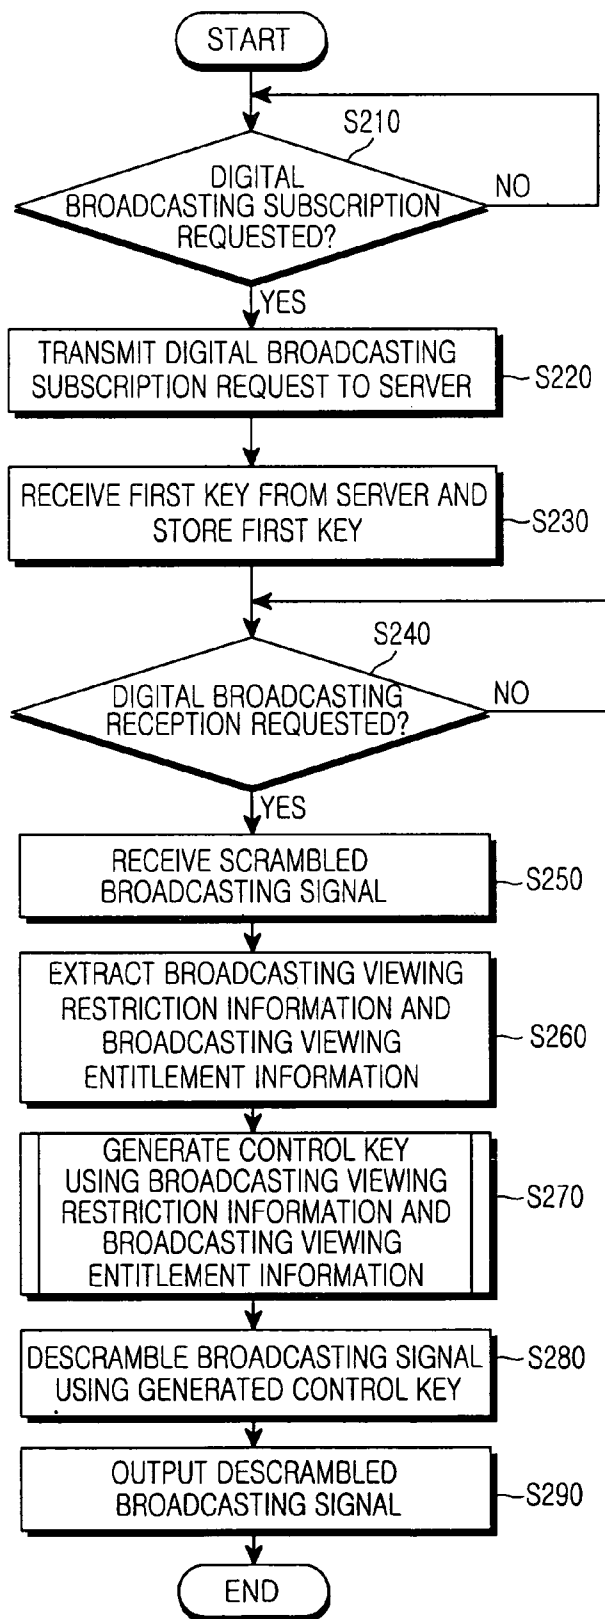 START
S210
DIGITAL
BROADCASTING SUBSCRIPTION
REQUESTED?
NO
YES
TRANSMIT DIGITAL BROADCASTING
SUBSCRIPTION REQUEST TO SERVER
S220
RECEIVE FIRST KEY FROM SERVER AND
STORE FIRST KEY
S230
S240
DIGITAL BROADCASTING
RECEPTION REQUESTED?
NO
YES
RECEIVE SCRAMBLED
BROADCASTING SIGNAL
S250
EXTRACT BROADCASTING VIEWING
RESTRICTION INFORMATION AND
BROADCASTING VIEWING
ENTITLEMENT INFORMATION
S260
GENERATE CONTROL KEY
USING BROADCASTING VIEWING
RESTRICTION INFORMATION AND
BROADCASTING VIEWING
ENTITLEMENT INFORMATION
S270
DESCRAMBLE BROADCASTING SIGNAL
USING GENERATED CONTROL KEY
S280
OUTPUT DESCRAMBLED
BROADCASTING SIGNAL
S290
END